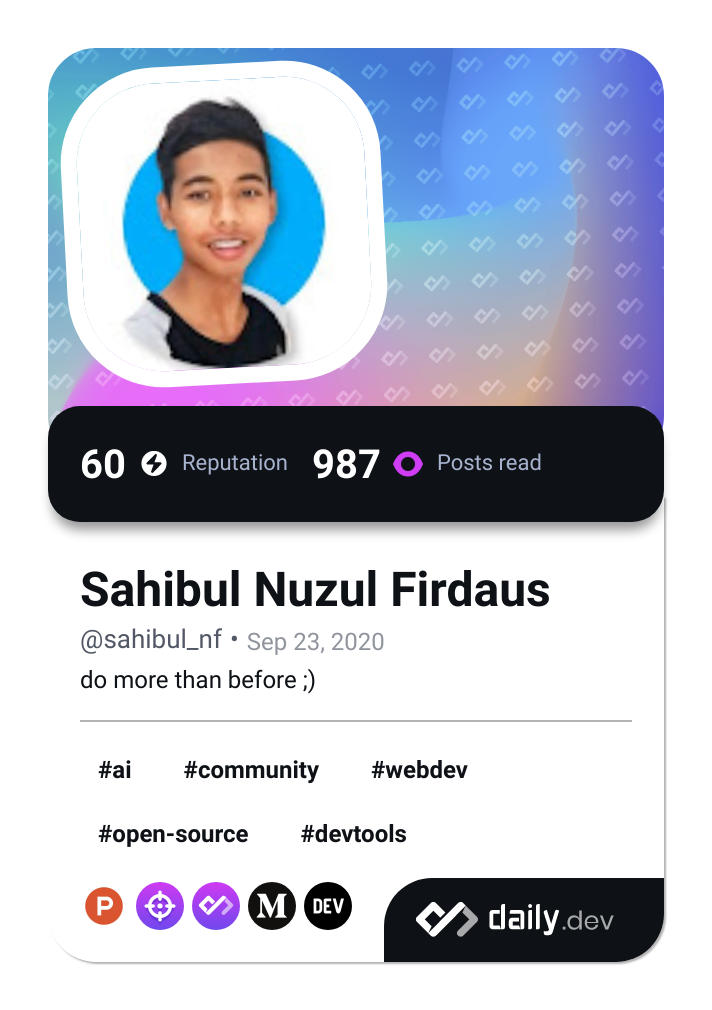 60 Reputation 987 Posts read
Sahibul Nuzul Firdaus
@sahibul_nf • Sep 23, 2020
do more than before ;)
#ai #community #webdev
#open-source #devtools
P M DEV daily.dev